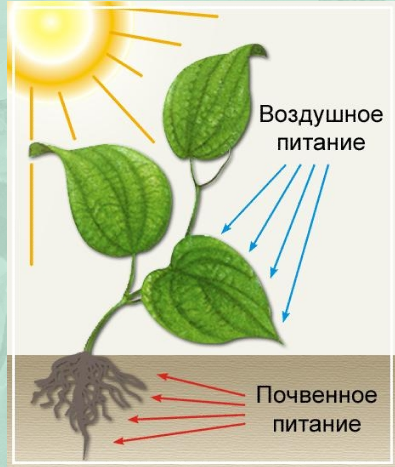 Воздушное
питание
Почвенное
питание